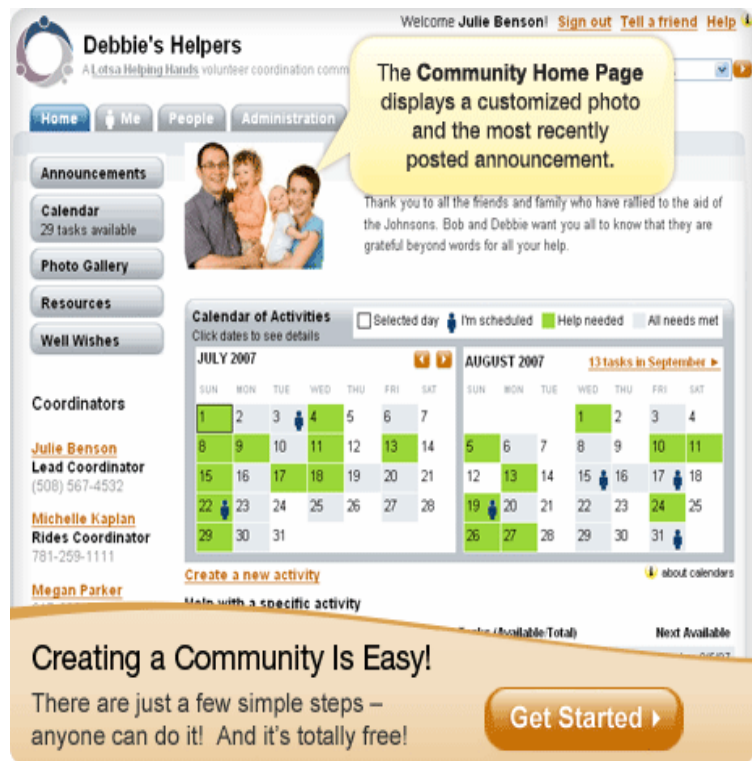 Welcome Julie Benson! Sign out Tell a friend Help
Debbie's Helpers
A Lotsa Helping Hands volunteer coordination comm
The Community Home Page
displays a customized photo
and the most recently
posted announcement.
Home Me People Administration
Announcements
Calendar
29 tasks available
Photo Gallery
Resources
Well Wishes
Thank you to all the friends and family who have rallied to the aid of
the Johnsons. Bob and Debbie want you all to know that they are
grateful beyond words for all your help.
Calendar of Activities
Click dates to see details
Selected day I'm scheduled Help needed All needs met
JULY 2007
SUN MON TUE WED THU FRI SAT
1 2 3 4 5 6 7
8 9 10 11 12 13 14
15 16 17 18 19 20 21
22 23 24 25 26 27 28
29 30 31
AUGUST 2007 13 tasks in September
SUN MON TUE WED THU FRI SAT
1 2 3 4
5 6 7 8 9 10 11
12 13 14 15 16 17 18
19 20 21 22 23 24 25
26 27 28 29 30 31
Coordinators
Julie Benson
Lead Coordinator
(508) 567-4532
Michelle Kaplan
Rides Coordinator
781-259-1111
Megan Parker
Create a new activity
about calendars
Help with a specific activity
Tasks (Available/Total) Next Available
Creating a Community Is Easy!
There are just a few simple steps –
anyone can do it! And it's totally free!
Get Started